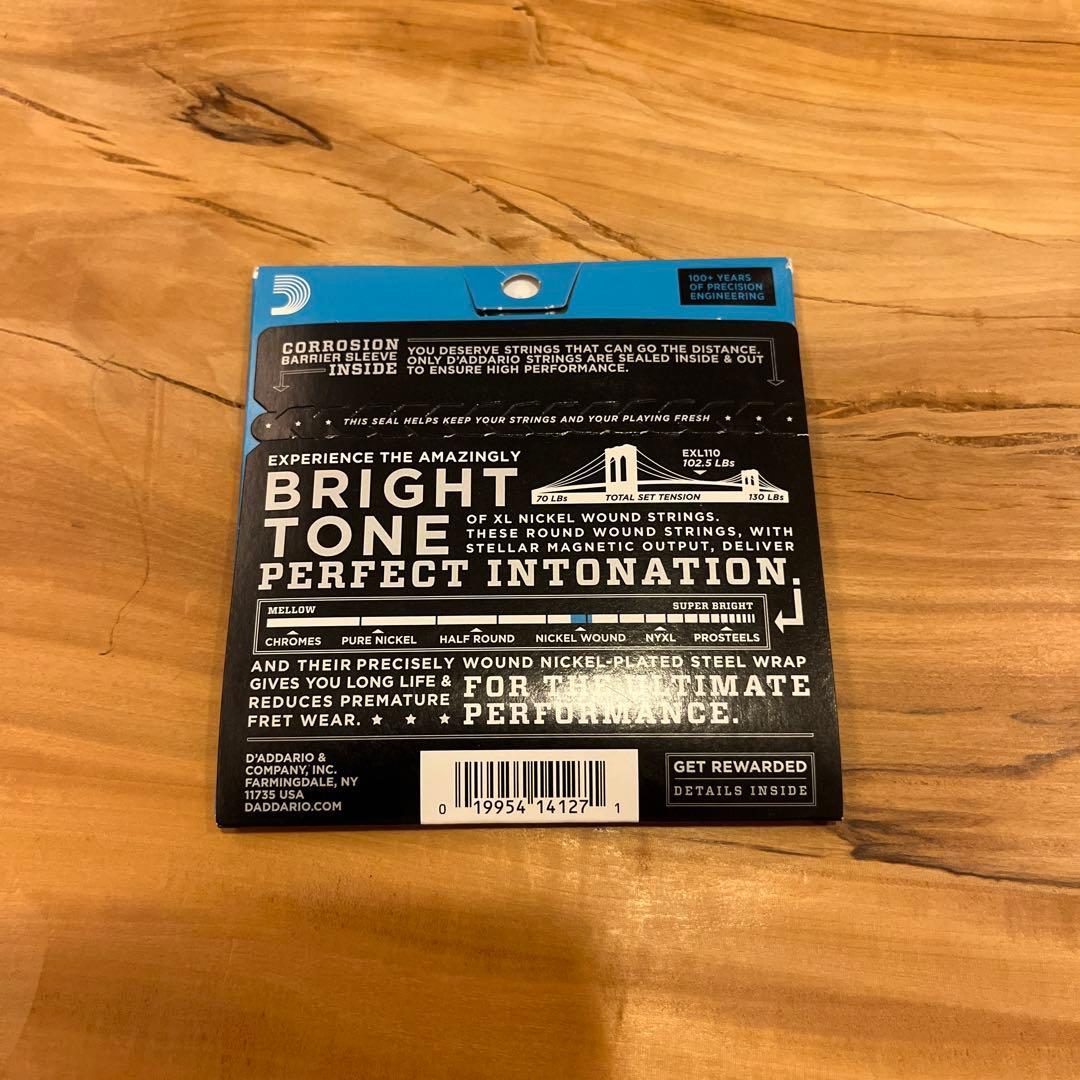 100+ YEARS
OF PRECISION
ENGINEERING
CORROSION
BARRIER SLEEVE
INSIDE
YOU DESERVE STRINGS THAT CAN GO THE DISTANCE.
ONLY D'ADDARIO STRINGS ARE SEALED INSIDE & OUT
TO ENSURE HIGH PERFORMANCE.
THIS SEAL HELPS KEEP YOUR STRINGS AND YOUR PLAYING FRESH
EXPERIENCE THE AMAZINGLY
BRIGHT
TONE
EXL110
102.5 LBs
70 LBs TOTAL SET TENSION 130 LBs
OF XL NICKEL WOUND STRINGS.
THESE ROUND WOUND STRINGS, WITH
STELLAR MAGNETIC OUTPUT, DELIVER
PERFECT INTONATION.
MELLOW SUPER BRIGHT
CHROMES PURE NICKEL HALF ROUND NICKEL WOUND NYXL PROSTEELS
AND THEIR PRECISELY WOUND NICKEL-PLATED STEEL WRAP
GIVES YOU LONG LIFE &
REDUCES PREMATURE
FRET WEAR.
FOR THE ULTIMATE
PERFORMANCE.
D'ADDARIO &
COMPANY, INC.
FARMINGDALE, NY
11735 USA
DADDARIO.COM
0 19954 14127 1
GET REWARDED
DETAILS INSIDE